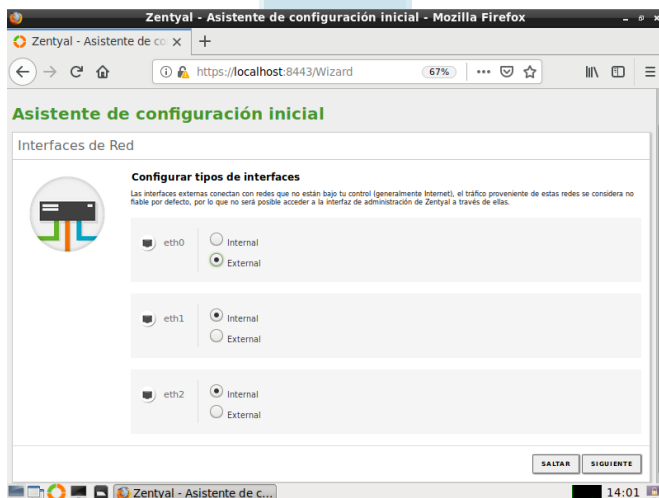 Zentyal - Asistente de configuración inicial - Mozilla Firefox
Zentyal - Asistente de co
https://localhost:8443/Wizard
67%
Asistente de configuración inicial
Interfaces de Red
Configurar tipos de interfaces
Las interfaces externas conectan con redes que no están bajo tu control (generalmente Internet), el tráfico proveniente de estas redes se considera no
fiable por defecto, por lo que no será posible acceder a la interfaz de administración de Zentyal a través de ellas.
eth0
Internal
External
eth1
Internal
External
eth2
Internal
External
SALTAR
SIGUIENTE
Zentyal - Asistente de c...
14:01